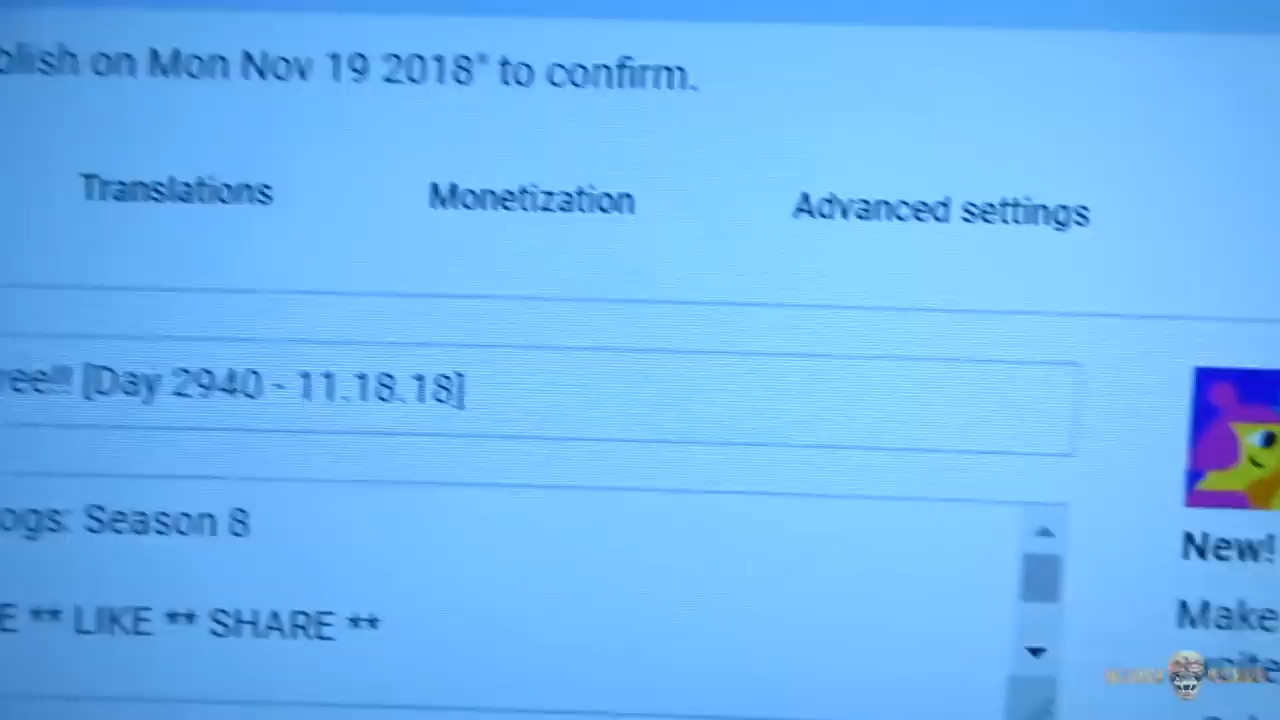 blish on Mon Nov 19 2018" to confirm.
Translations Monetization Advanced settings
ree!! [Day 2940 - 11.18.18]
ogs: Season 8
New!
E ** LIKE ** SHARE **
Make